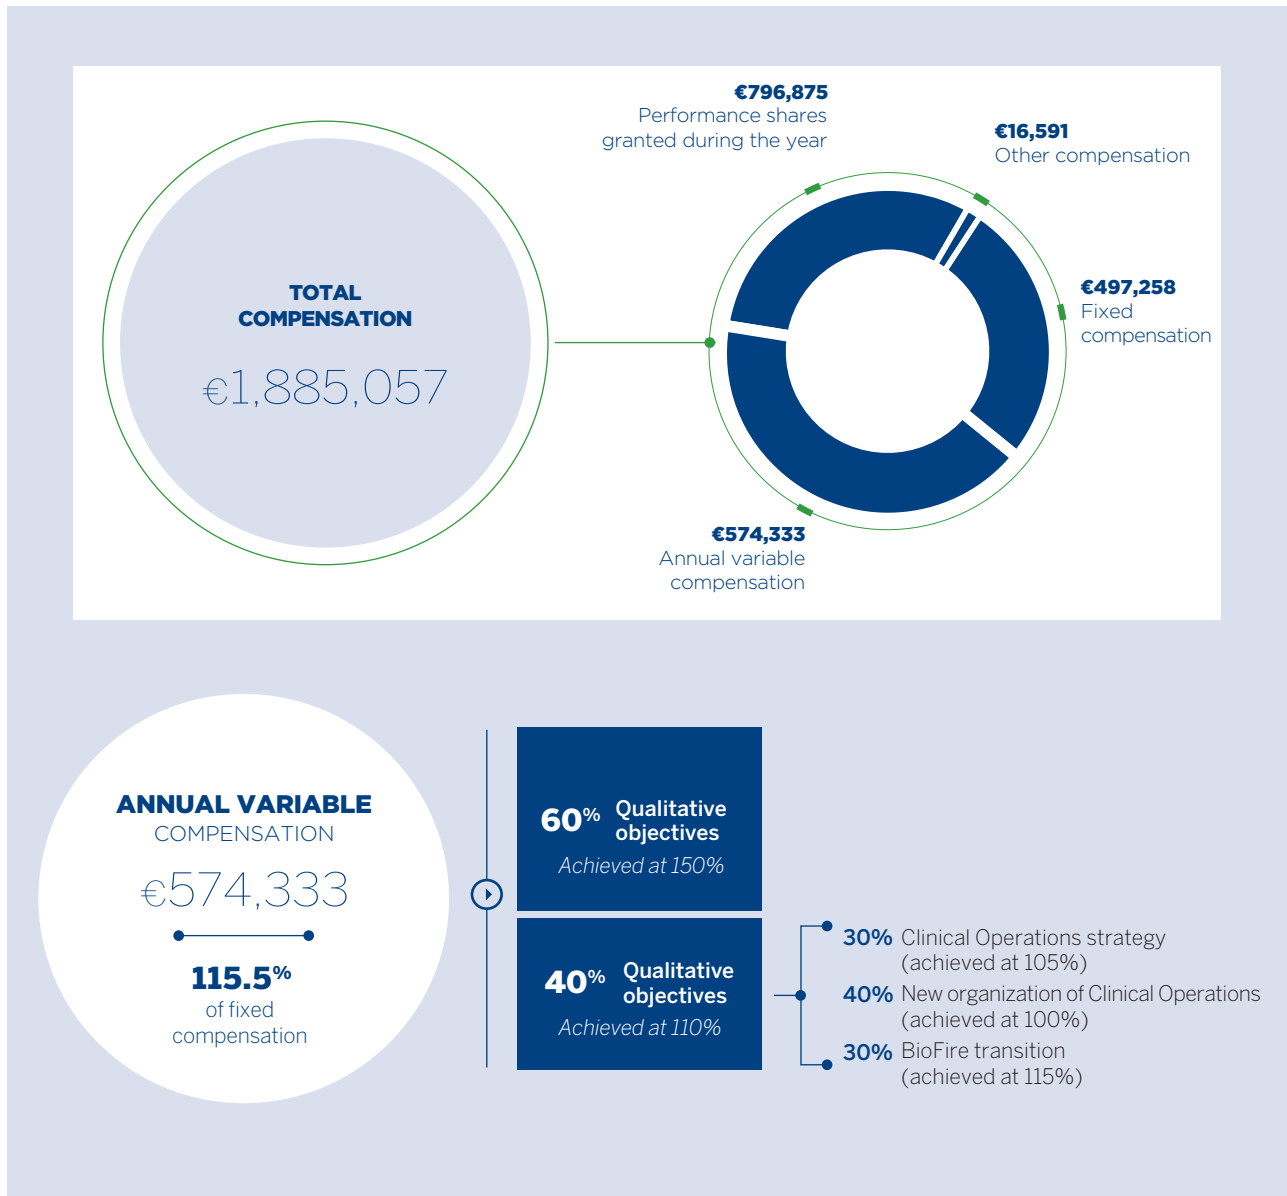 €796,875
Performance shares
granted during the year
€16,591
Other compensation
TOTAL
COMPENSATION
€1,885,057
€497,258
Fixed
compensation
€574,333
Annual variable
compensation
ANNUAL VARIABLE
COMPENSATION
€574,333
115.5%
of fixed
compensation
60% Qualitative
objectives
Achieved at 150%
40% Qualitative
objectives
Achieved at 110%
30% Clinical Operations strategy
(achieved at 105%)
40% New organization of Clinical Operations
(achieved at 100%)
30% BioFire transition
(achieved at 115%)